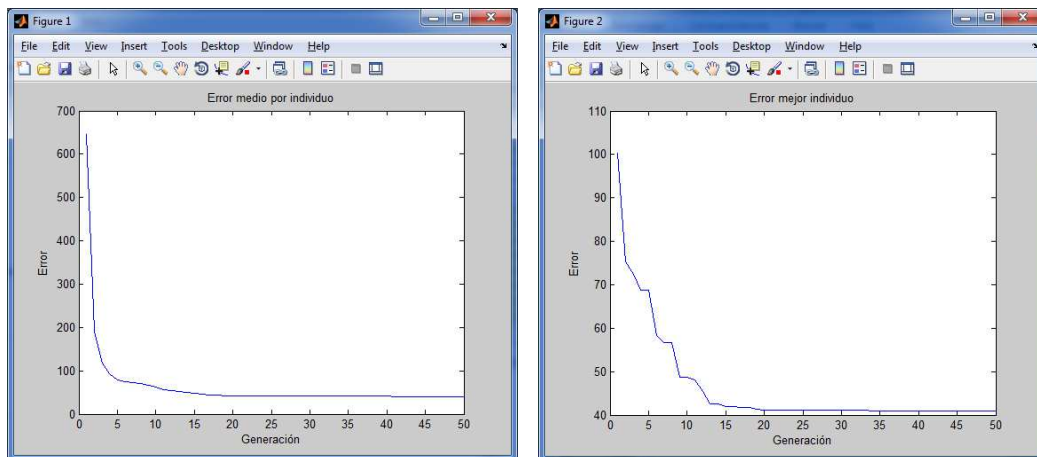 Figure 1
File Edit View Insert Tools Desktop Window Help
Error medio por individuo
700
600
500
400
300
200
100
0
Error
0 5 10 15 20 25 30 35 40 45 50
Generación
Figure 2
File Edit View Insert Tools Desktop Window Help
Error mejor individuo
110
100
90
80
70
60
50
40
Error
0 5 10 15 20 25 30 35 40 45 50
Generación